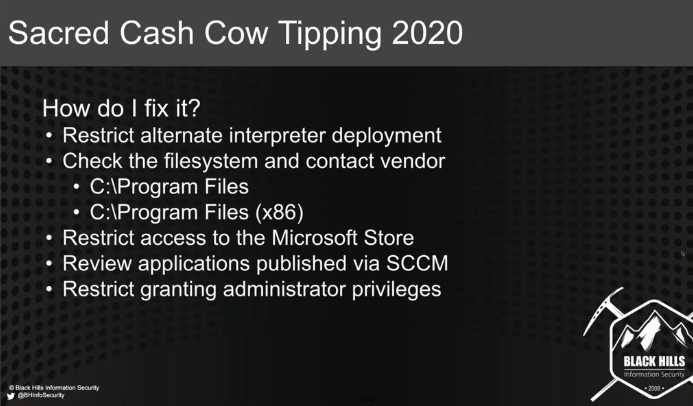 Sacred Cash Cow Tipping 2020
How do I fix it?
• Restrict alternate interpreter deployment
• Check the filesystem and contact vendor
• C:\Program Files
• C:\Program Files (x86)
• Restrict access to the Microsoft Store
• Review applications published via SCCM
• Restrict granting administrator privileges
BLACK HILLS
Information Security
• 2008 •
© Black Hills Information Security
@BHInfoSecurity